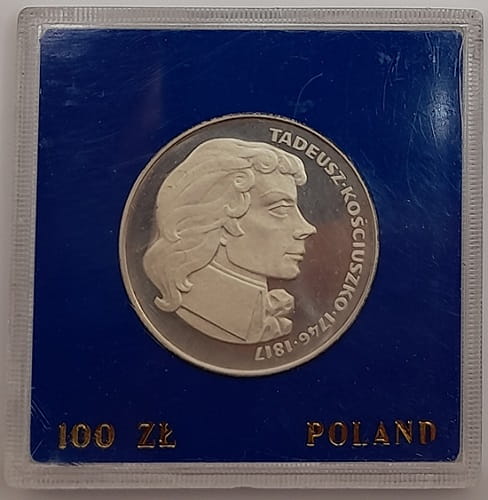 TADEUSZ·KOŚCIUSZKO·1746·1817
100 ZŁ POLAND